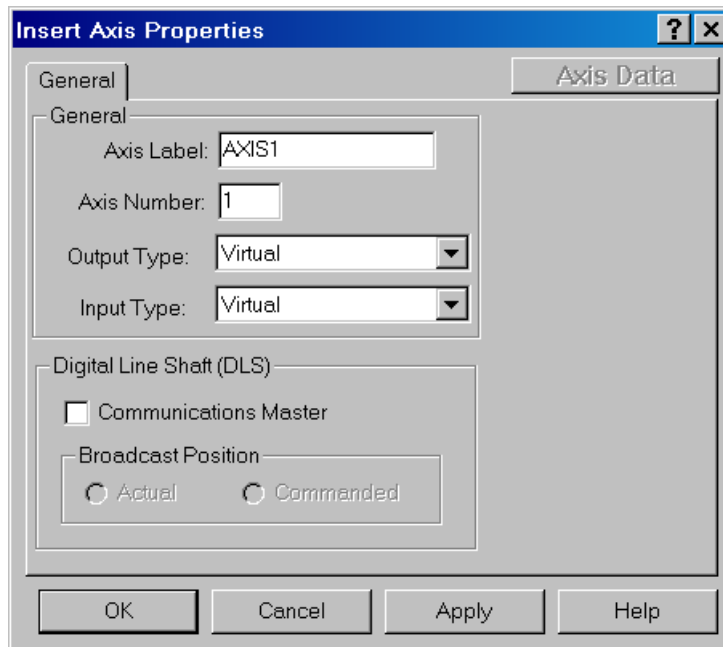 Insert Axis Properties
General
Axis Data
General
Axis Label: AXIS1
Axis Number: 1
Output Type: Virtual
Input Type: Virtual
Digital Line Shaft (DLS)
Communications Master
Broadcast Position
Actual Commanded
OK Cancel Apply Help